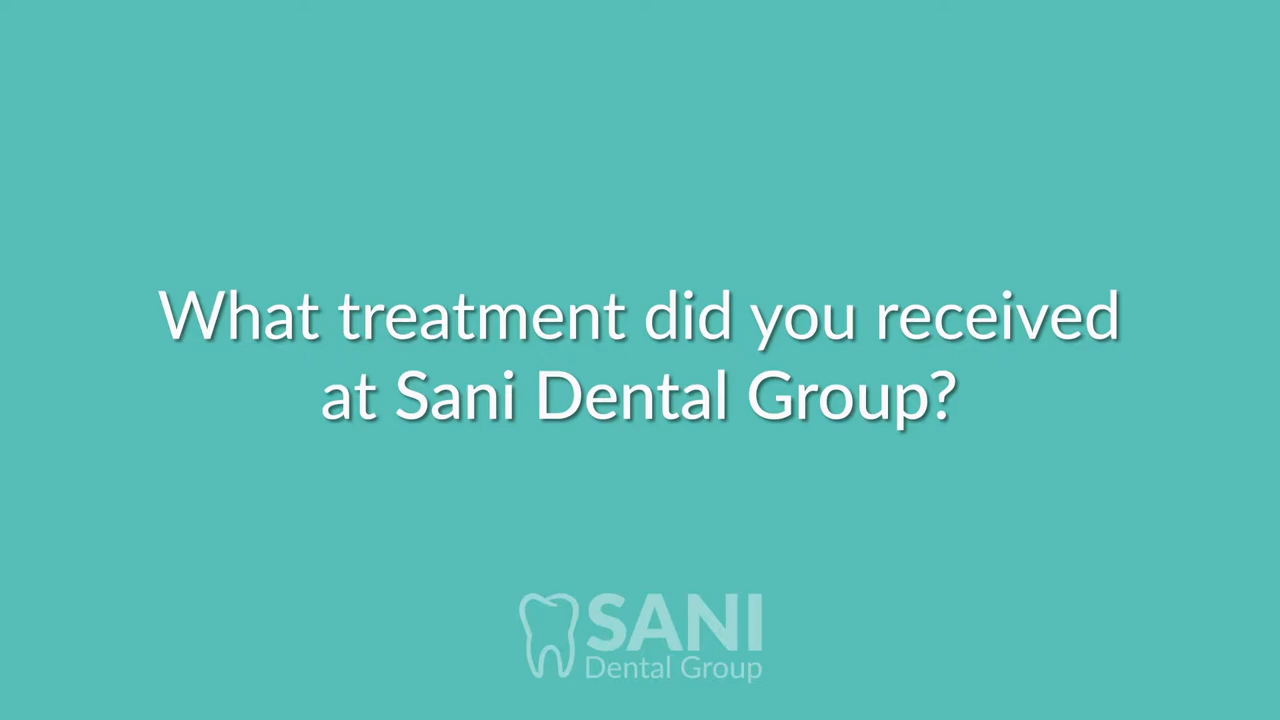 What treatment did you received
at Sani Dental Group?
SANI
Dental Group